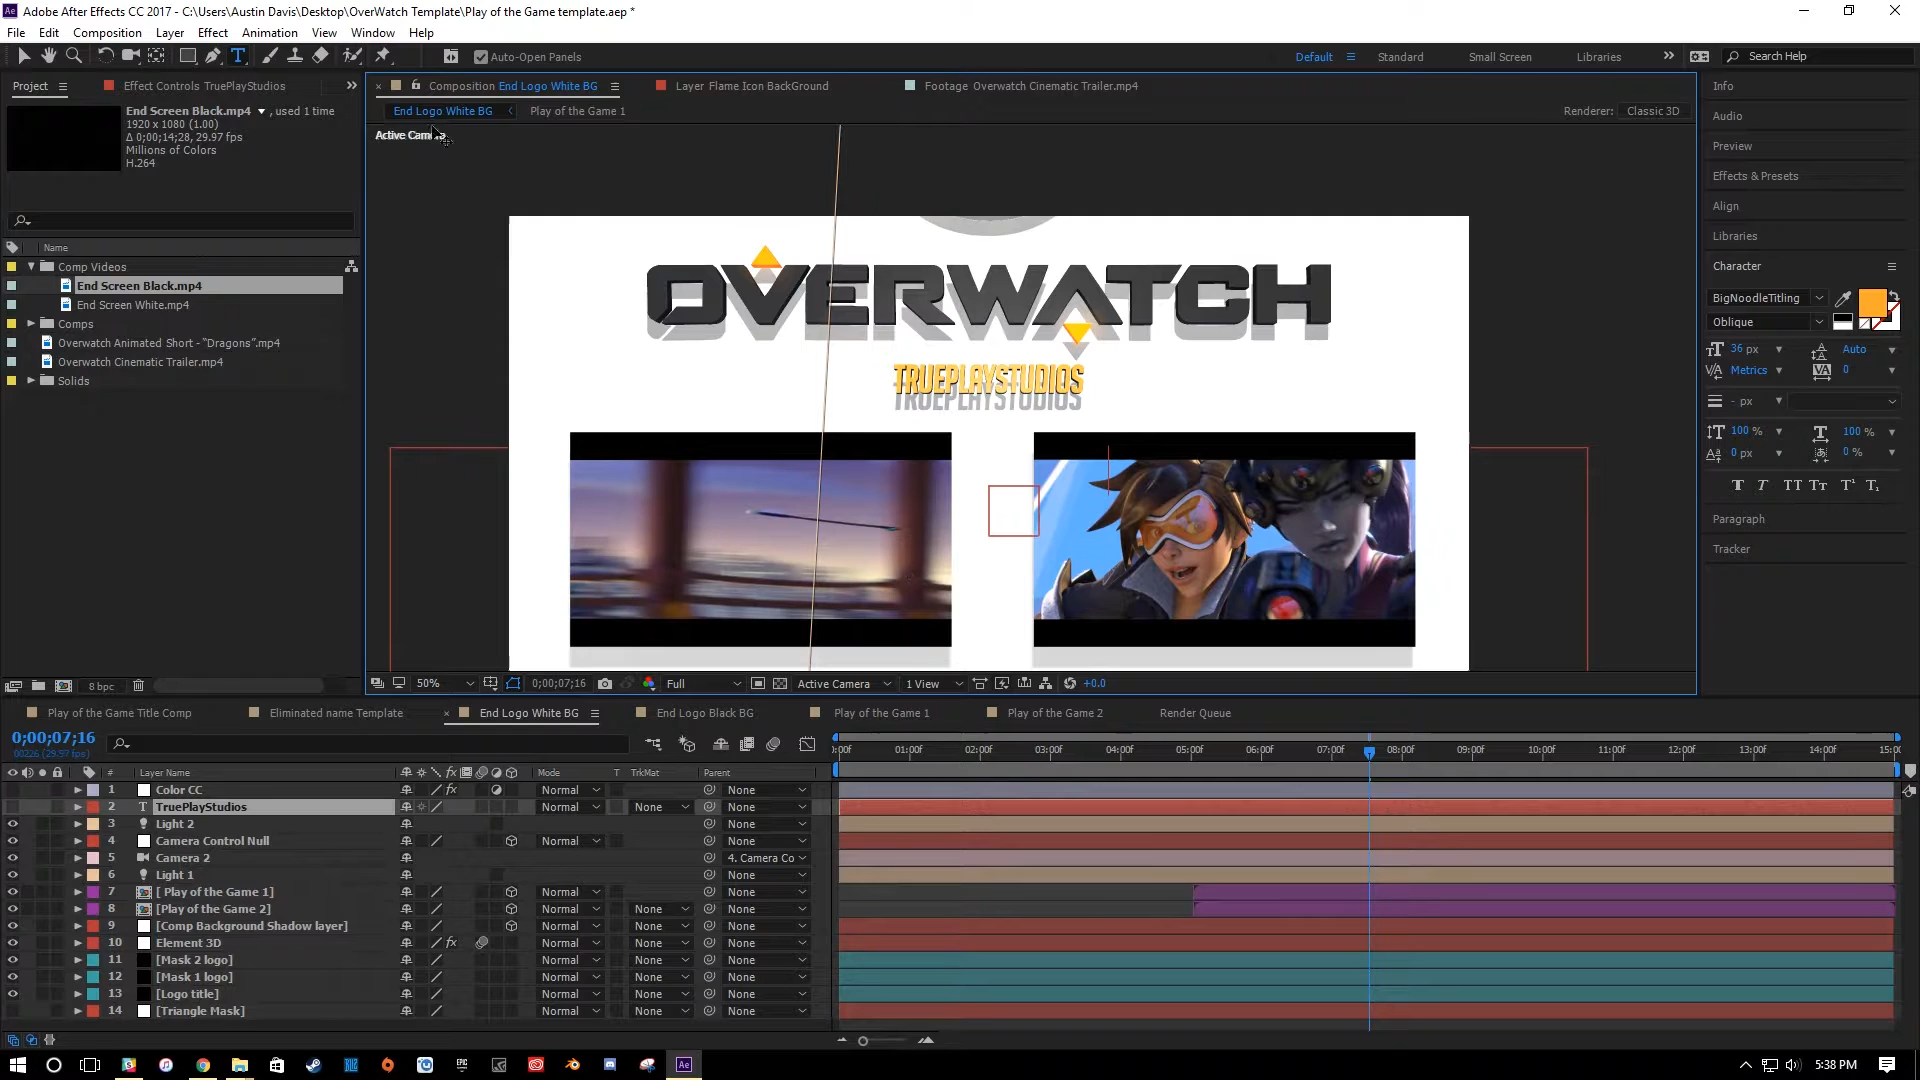 Adobe After Effects CC 2017 - C:\Users\Austin Davis\Desktop\OverWatch Template\Play of the Game template.aep *
File Edit Composition Layer Effect Animation View Window Help
Auto-Open Panels
Default Standard Small Screen Libraries Search Help
Project Effect Controls TruePlayStudios
Composition End Logo White BG Layer Flame Icon BackGround Footage Overwatch Cinematic Trailer.mp4
End Logo White BG Play of the Game 1 Renderer: Classic 3D
Active Camera
End Screen Black.mp4 , used 1 time
1920 x 1080 (1.00)
Δ 0;00;14;28, 29.97 fps
Millions of Colors
H.264
Name
Comp Videos
End Screen Black.mp4
End Screen White.mp4
Comps
Overwatch Animated Short - “Dragons”.mp4
Overwatch Cinematic Trailer.mp4
Solids
8 bpc
OVERWATCH
TRUEPLAYSTUDIOS
50% 0;00;07;16 Full Active Camera 1 View +0.0
Info
Audio
Preview
Effects & Presets
Align
Libraries
Character
BigNoodleTitling
Oblique
36 px Auto
Metrics 0
- px
100 % 100 %
0 px 0 %
T T TT Tt T¹ T₁
Paragraph
Tracker
Play of the Game Title Comp Eliminated name Template End Logo White BG End Logo Black BG Play of the Game 1 Play of the Game 2 Render Queue
0;00;07;16
00226 (29.97 fps)
:00f 01:00f 02:00f 03:00f 04:00f 05:00f 06:00f 07:00f 08:00f 09:00f 10:00f 11:00f 12:00f 13:00f 14:00f 15:00
# Layer Name Mode T TrkMat Parent
1 Color CC Normal None
2 TruePlayStudios Normal None None
3 Light 2 None
4 Camera Control Null Normal None
5 Camera 2 4. Camera Co
6 Light 1 None
7 [ Play of the Game 1] Normal None
8 [Play of the Game 2] Normal None None
9 [Comp Background Shadow layer] Normal None None
10 Element 3D Normal None None
11 [Mask 2 logo] Normal None None
12 [Mask 1 logo] Normal None None
13 [Logo title] Normal None None
14 [Triangle Mask] Normal None None
5:38 PM